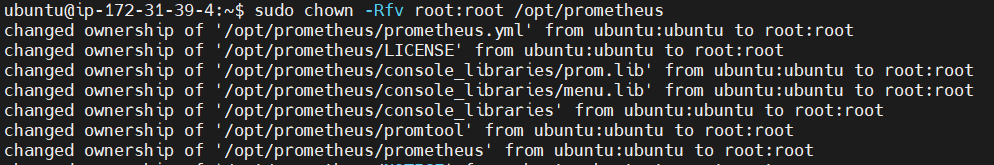 ubuntu@ip-172-31-39-4:~$ sudo chown -Rfv root:root /opt/prometheus
changed ownership of '/opt/prometheus/prometheus.yml' from ubuntu:ubuntu to root:root
changed ownership of '/opt/prometheus/LICENSE' from ubuntu:ubuntu to root:root
changed ownership of '/opt/prometheus/console_libraries/prom.lib' from ubuntu:ubuntu to root:root
changed ownership of '/opt/prometheus/console_libraries/menu.lib' from ubuntu:ubuntu to root:root
changed ownership of '/opt/prometheus/console_libraries' from ubuntu:ubuntu to root:root
changed ownership of '/opt/prometheus/promtool' from ubuntu:ubuntu to root:root
changed ownership of '/opt/prometheus/prometheus' from ubuntu:ubuntu to root:root